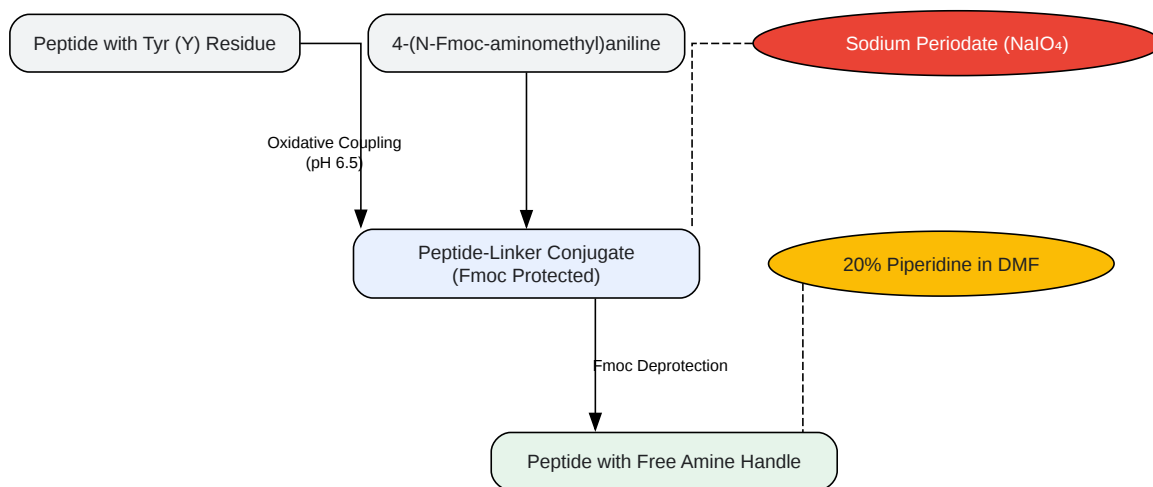 Peptide with Tyr (Y) Residue
4-(N-Fmoc-aminomethyl)aniline
Sodium Periodate (NaIO₄)
Oxidative Coupling
(pH 6.5)
Peptide-Linker Conjugate
(Fmoc Protected)
20% Piperidine in DMF
Fmoc Deprotection
Peptide with Free Amine Handle